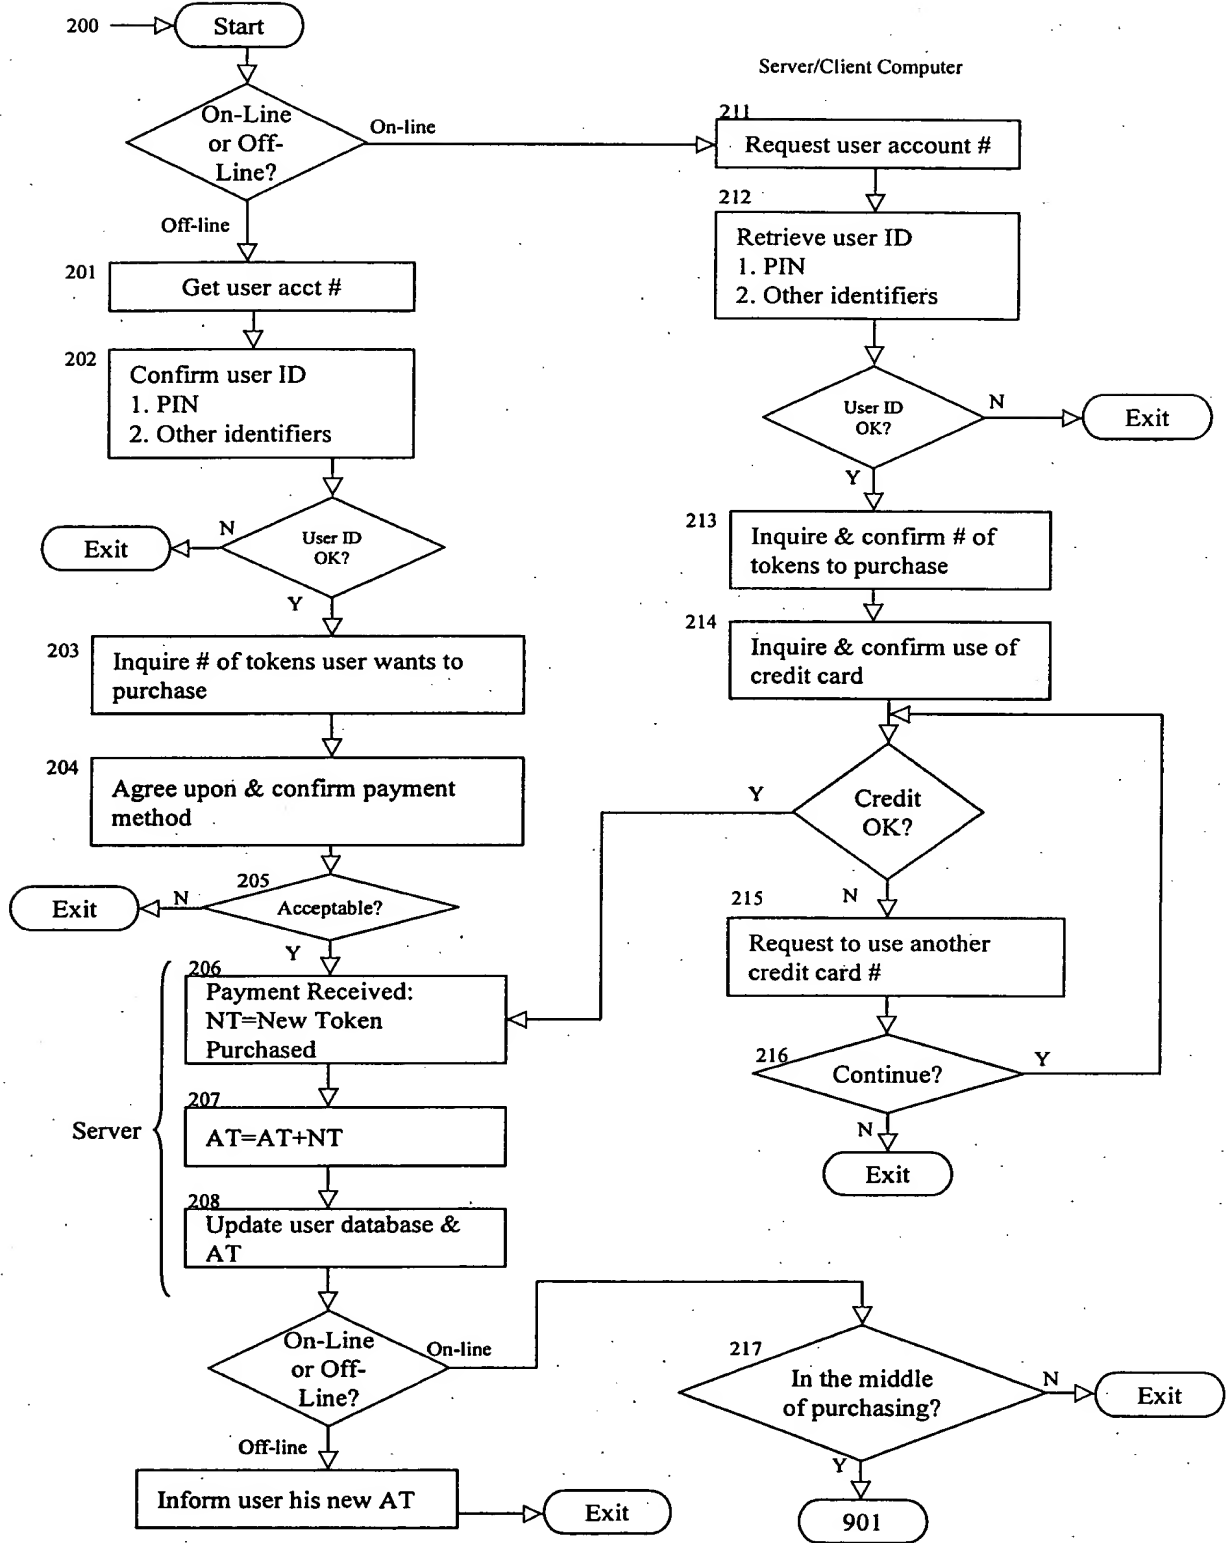 200
Start
Server/Client Computer
On-Line
or Off-
Line?
On-line
Off-line
211
Request user account #
212
Retrieve user ID
1. PIN
2. Other identifiers
201
Get user acct #
202
Confirm user ID
1. PIN
2. Other identifiers
User ID
OK?
N
Exit
Y
User ID
OK?
N
Exit
Y
213
Inquire & confirm # of
tokens to purchase
214
Inquire & confirm use of
credit card
203
Inquire # of tokens user wants to
purchase
204
Agree upon & confirm payment
method
Y
Credit
OK?
N
205
Acceptable?
N
Exit
Y
215
Request to use another
credit card #
216
Continue?
Y
N
Exit
Server
206
Payment Received:
NT=New Token
Purchased
207
AT=AT+NT
208
Update user database &
AT
On-Line
or Off-
Line?
On-line
Off-line
217
In the middle
of purchasing?
N
Exit
Y
901
Inform user his new AT
Exit